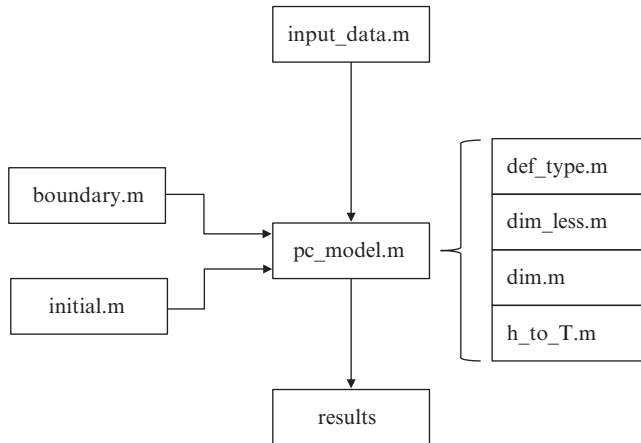 input_data.m
def_type.m
boundary.m
dim_less.m
pc_model.m
dim.m
initial.m
h_to_T.m
results